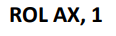 ROL AX, 1